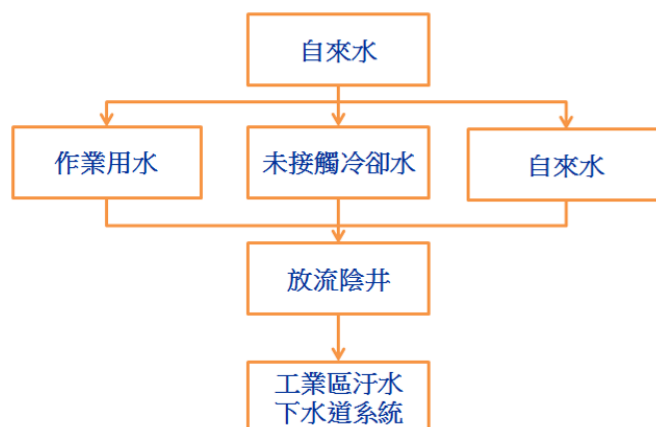 自來水
作業用水
未接觸冷卻水
自來水
放流陰井
工業區汙水
下水道系統